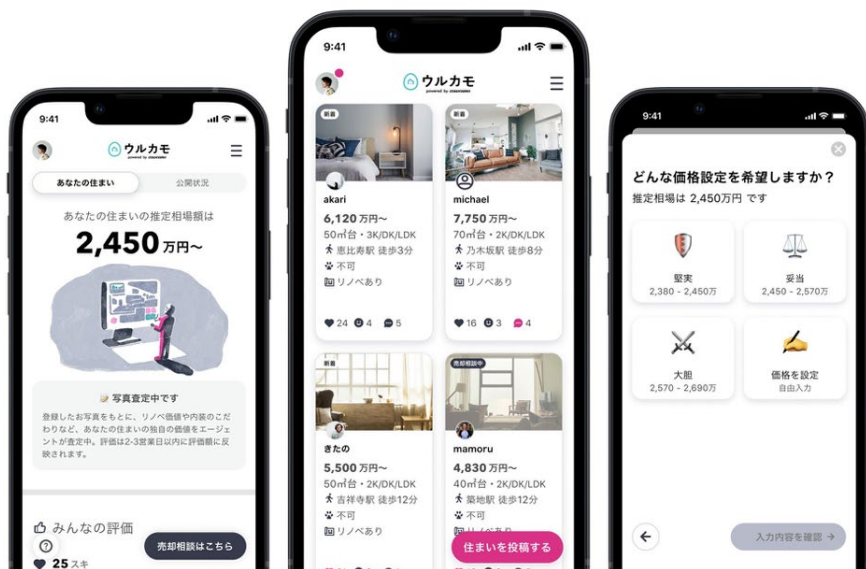 9:41
ウルカモ
powered by cowcamo
あなたの住まい
公開状況
あなたの住まいの推定相場額は
2,450 万円〜
写真査定中です
登録したお写真をもとに、リノベ価値や内装のこだ
わりなど、あなたの住まいの独自の価値をエージェ
ントが査定中。評価は2-3営業日以内に評価額に反
映されます。
みんなの評価
25 スキ
売却相談はこちら
9:41
ウルカモ
powered by cowcamo
新着
akari
6,120 万円〜
50㎡台・3K/DK/LDK
恵比寿駅 徒歩3分
不可
リノベあり
24 4 5
新着
michael
7,750 万円〜
70㎡台・2K/DK/LDK
乃木坂駅 徒歩8分
不可
リノベあり
16 3 4
新着
きたの
5,500 万円〜
50㎡台・2K/DK/LDK
吉祥寺駅 徒歩12分
不可
リノベあり
売却相談中
mamoru
4,830 万円〜
40㎡台・2K/DK/LDK
築地駅 徒歩12分
不可
リノベあり
住まいを投稿する
9:41
どんな価格設定を希望しますか？
推定相場は 2,450万円 です
堅実
2,380 - 2,450万
妥当
2,450 - 2,570万
大胆
2,570 - 2,690万
価格を設定
自由入力
入力内容を確認